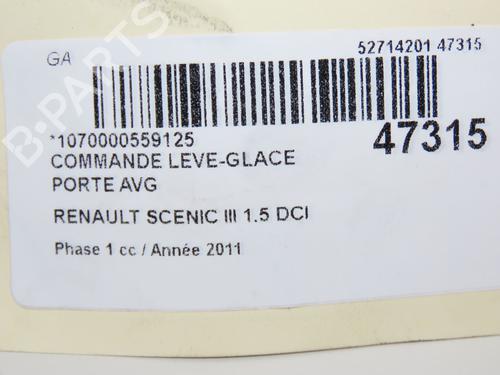 GA
52714201 47315
*1070000559125
47315
COMMANDE LEVE-GLACE
PORTE AVG
RENAULT SCENIC III 1.5 DCI
Phase 1 cc / Année 2011
B-PARTS